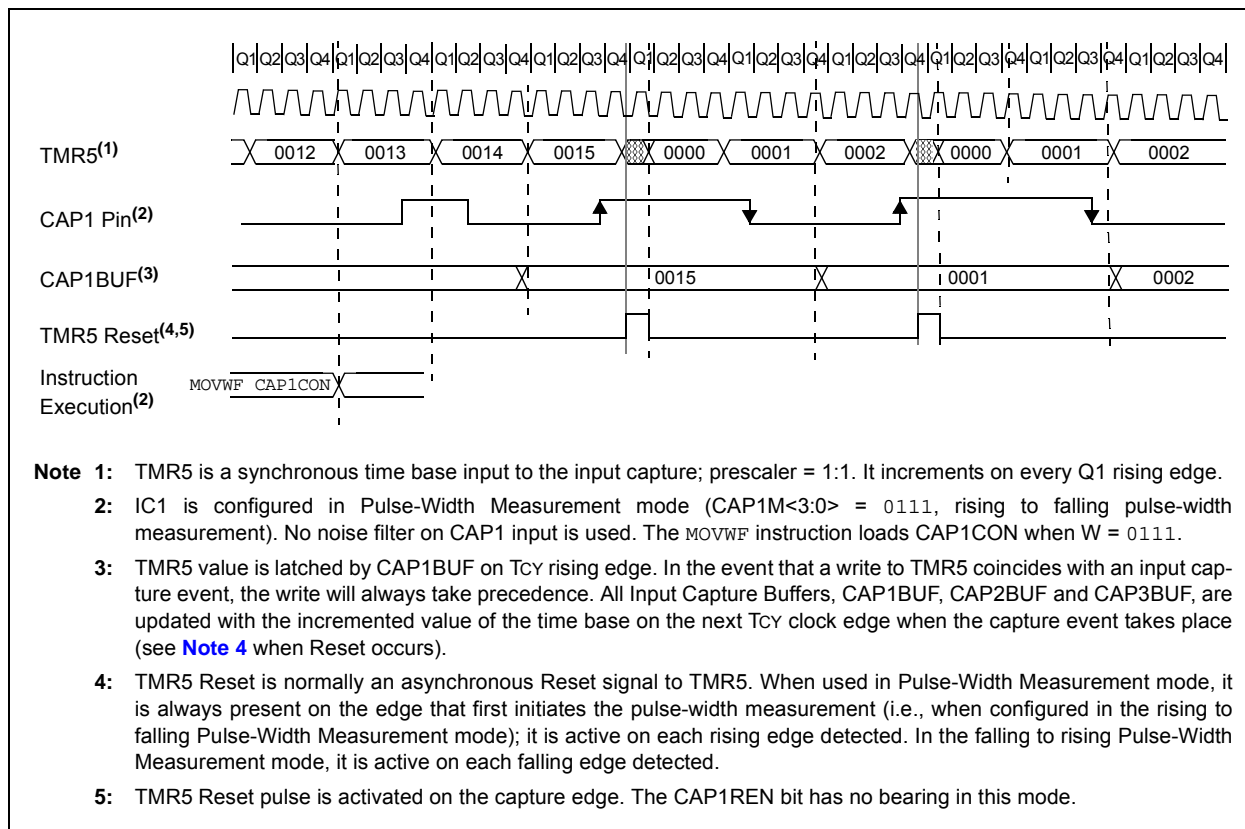 Q1 Q2 Q3 Q4 Q1 Q2 Q3 Q4 Q1 Q2 Q3 Q4 Q1 Q2 Q3 Q4 Q1 Q2 Q3 Q4 Q1 Q2 Q3 Q4 Q1 Q2 Q3 Q4 Q1 Q2 Q3 Q4 Q1 Q2 Q3 Q4 Q1 Q2 Q3 Q4
TMR5(1) 0012 0013 0014 0015 0000 0001 0002 0000 0001 0002
CAP1 Pin(2)
CAP1BUF(3) 0015 0001 0002
TMR5 Reset(4,5)
Instruction
Execution(2) MOVWF CAP1CON
Note 1: TMR5 is a synchronous time base input to the input capture; prescaler = 1:1. It increments on every Q1 rising edge.
2: IC1 is configured in Pulse-Width Measurement mode (CAP1M<3:0> = 0111, rising to falling pulse-width
measurement). No noise filter on CAP1 input is used. The MOVWF instruction loads CAP1CON when W = 0111.
3: TMR5 value is latched by CAP1BUF on TCY rising edge. In the event that a write to TMR5 coincides with an input cap-
ture event, the write will always take precedence. All Input Capture Buffers, CAP1BUF, CAP2BUF and CAP3BUF, are
updated with the incremented value of the time base on the next TCY clock edge when the capture event takes place
(see Note 4 when Reset occurs).
4: TMR5 Reset is normally an asynchronous Reset signal to TMR5. When used in Pulse-Width Measurement mode, it
is always present on the edge that first initiates the pulse-width measurement (i.e., when configured in the rising to
falling Pulse-Width Measurement mode); it is active on each rising edge detected. In the falling to rising Pulse-Width
Measurement mode, it is active on each falling edge detected.
5: TMR5 Reset pulse is activated on the capture edge. The CAP1REN bit has no bearing in this mode.